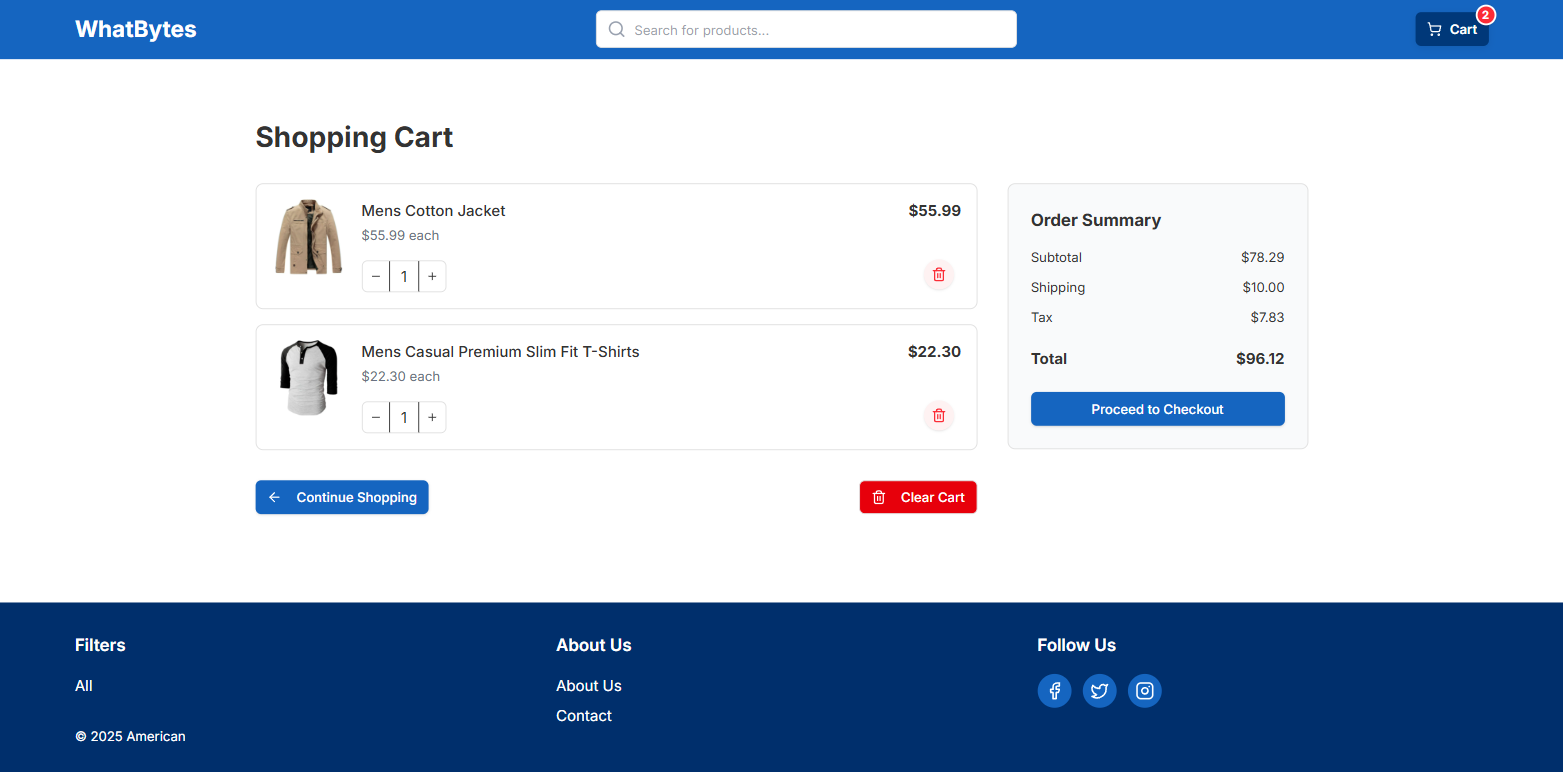 WhatBytes
Search for products...
Cart
2
Shopping Cart
Mens Cotton Jacket
$55.99
$55.99 each
− 1 +
Mens Casual Premium Slim Fit T-Shirts
$22.30
$22.30 each
− 1 +
Continue Shopping
Clear Cart
Order Summary
Subtotal $78.29
Shipping $10.00
Tax $7.83
Total $96.12
Proceed to Checkout
Filters
All
© 2025 American
About Us
About Us
Contact
Follow Us